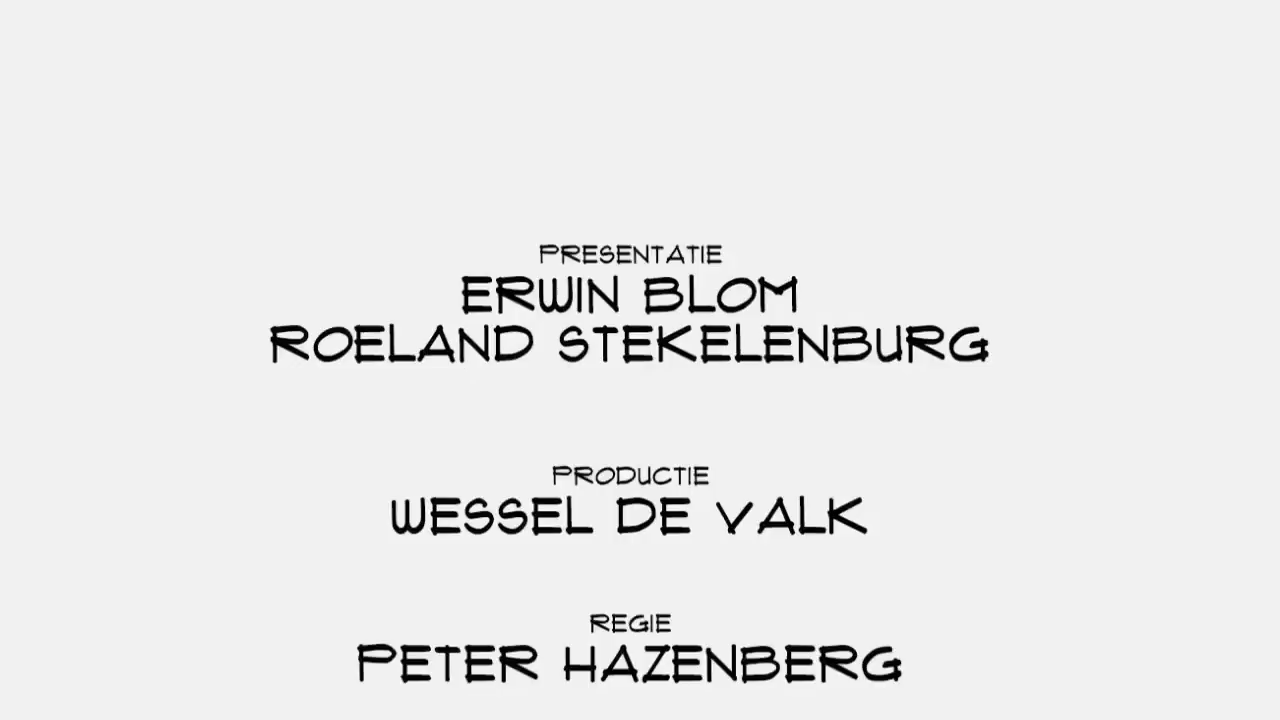 PRESENTATIE
ERWIN BLOM
ROELAND STEKELENBURG
PRODUCTIE
WESSEL DE VALK
REGIE
PETER HAZENBERG